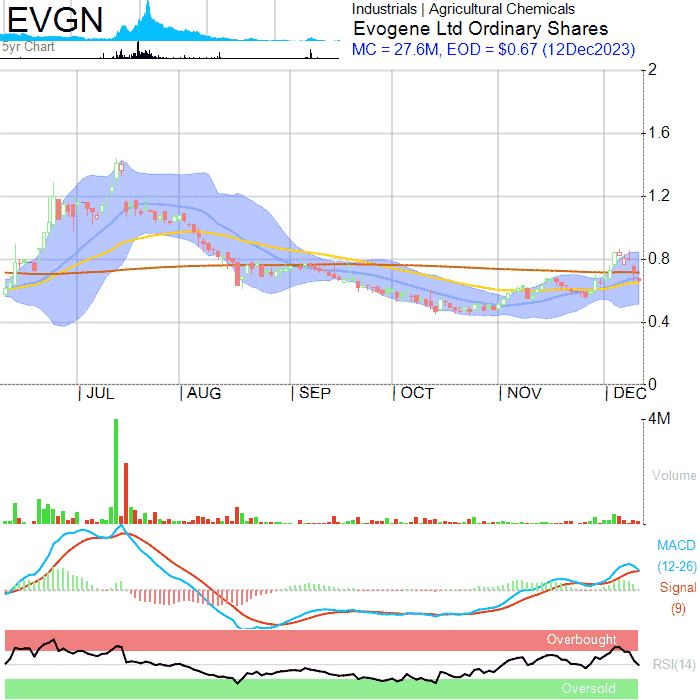 EVGN
5yr Chart
Industrials | Agricultural Chemicals
Evogene Ltd Ordinary Shares
MC = 27.6M, EOD = $0.67 (12Dec2023)
2
1.6
1.2
0.8
0.4
0
JUL AUG SEP OCT NOV DEC
4M
Volume
MACD
(12-26)
Signal
(9)
Overbought
RSI(14)
Oversold